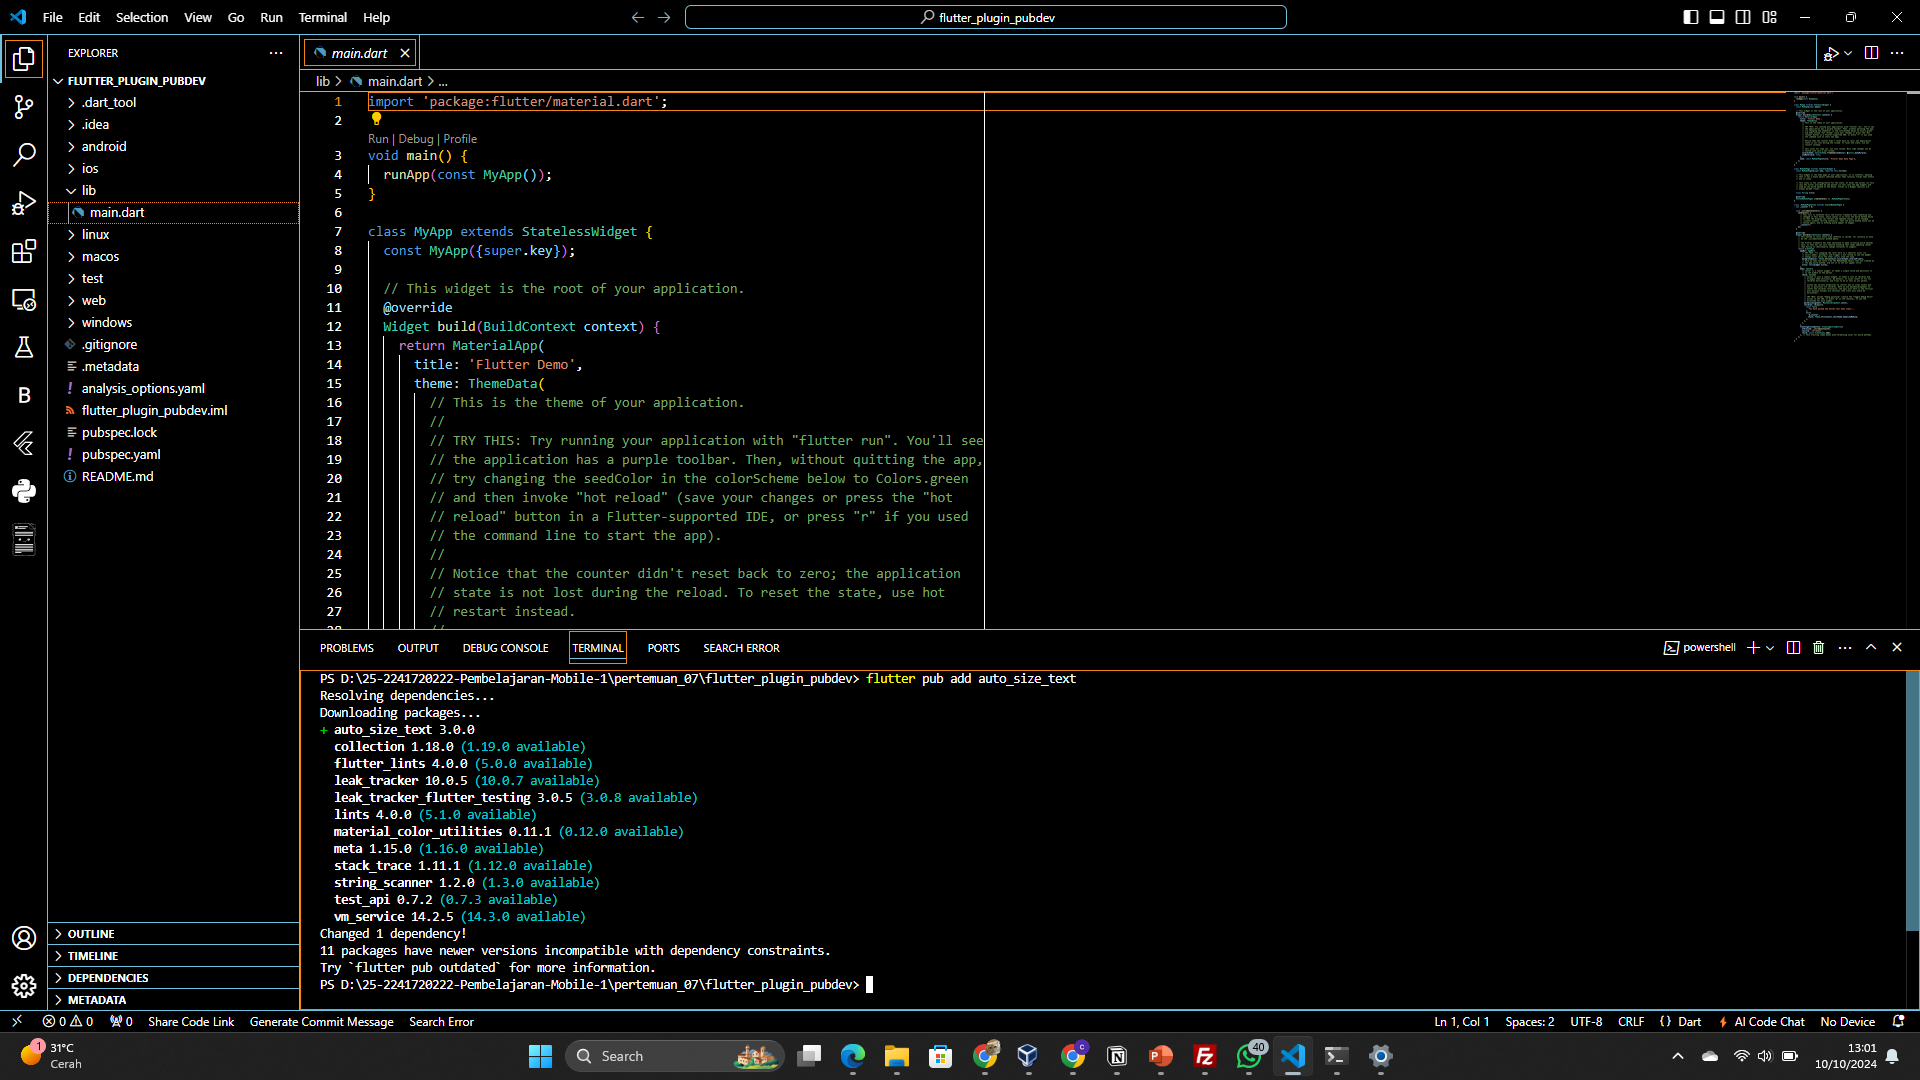 File Edit Selection View Go Run Terminal Help
flutter_plugin_pubdev
EXPLORER
FLUTTER_PLUGIN_PUBDEV
.dart_tool
.idea
android
ios
lib
main.dart
linux
macos
test
web
windows
.gitignore
.metadata
analysis_options.yaml
flutter_plugin_pubdev.iml
pubspec.lock
pubspec.yaml
README.md
OUTLINE
TIMELINE
DEPENDENCIES
METADATA
main.dart
lib > main.dart > ...
1 import 'package:flutter/material.dart';
2
Run | Debug | Profile
3 void main() {
4 runApp(const MyApp());
5 }
6
7 class MyApp extends StatelessWidget {
8 const MyApp({super.key});
9
10 // This widget is the root of your application.
11 @override
12 Widget build(BuildContext context) {
13 return MaterialApp(
14 title: 'Flutter Demo',
15 theme: ThemeData(
16 // This is the theme of your application.
17 //
18 // TRY THIS: Try running your application with "flutter run". You'll see
19 // the application has a purple toolbar. Then, without quitting the app,
20 // try changing the seedColor in the colorScheme below to Colors.green
21 // and then invoke "hot reload" (save your changes or press the "hot
22 // reload" button in a Flutter-supported IDE, or press "r" if you used
23 // the command line to start the app).
24 //
25 // Notice that the counter didn't reset back to zero; the application
26 // state is not lost during the reload. To reset the state, use hot
27 // restart instead.
28 //
PROBLEMS OUTPUT DEBUG CONSOLE TERMINAL PORTS SEARCH ERROR
powershell
PS D:\25-2241720222-Pembelajaran-Mobile-1\pertemuan_07\flutter_plugin_pubdev> flutter pub add auto_size_text
Resolving dependencies...
Downloading packages...
+ auto_size_text 3.0.0
collection 1.18.0 (1.19.0 available)
flutter_lints 4.0.0 (5.0.0 available)
leak_tracker 10.0.5 (10.0.7 available)
leak_tracker_flutter_testing 3.0.5 (3.0.8 available)
lints 4.0.0 (5.1.0 available)
material_color_utilities 0.11.1 (0.12.0 available)
meta 1.15.0 (1.16.0 available)
stack_trace 1.11.1 (1.12.0 available)
string_scanner 1.2.0 (1.3.0 available)
test_api 0.7.2 (0.7.3 available)
vm_service 14.2.5 (14.3.0 available)
Changed 1 dependency!
11 packages have newer versions incompatible with dependency constraints.
Try `flutter pub outdated` for more information.
PS D:\25-2241720222-Pembelajaran-Mobile-1\pertemuan_07\flutter_plugin_pubdev>
0 0 0 Share Code Link Generate Commit Message Search Error
Ln 1, Col 1 Spaces: 2 UTF-8 CRLF {} Dart AI Code Chat No Device
1
31°C
Cerah
Search
40
13:01
10/10/2024